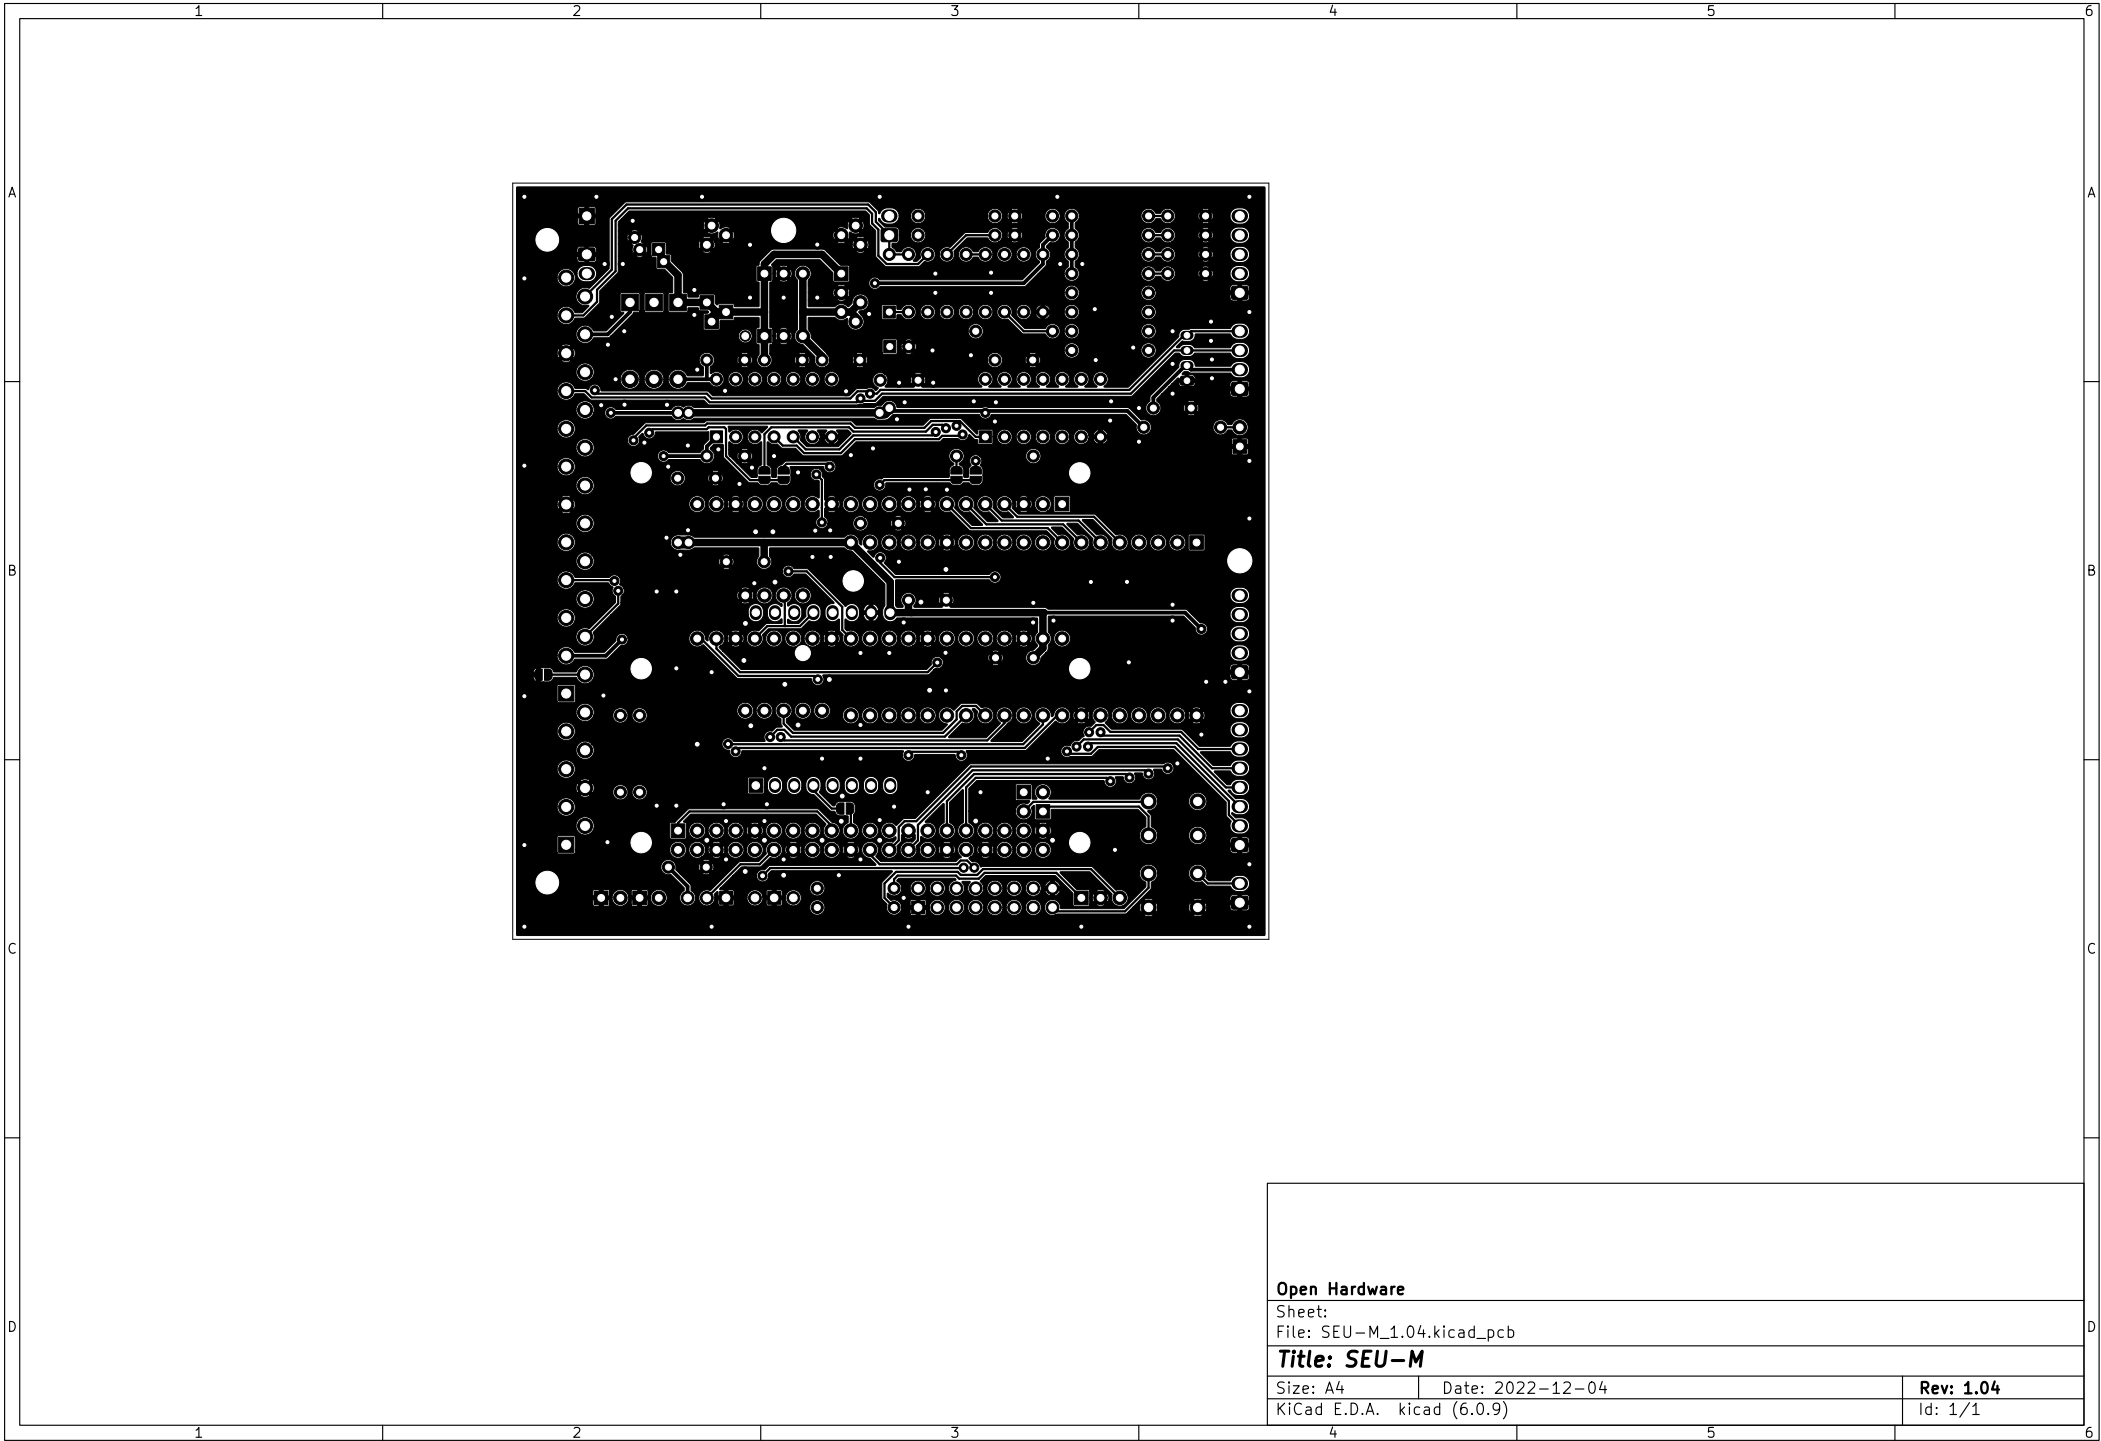 1 2 3 4 5 6
A A
B B
C C
Open Hardware
Sheet:
File: SEU-M_1.04.kicad_pcb
D D
Title: SEU-M
Size: A4 Date: 2022-12-04 Rev: 1.04
KiCad E.D.A. kicad (6.0.9) Id: 1/1
1 2 3 4 5 6